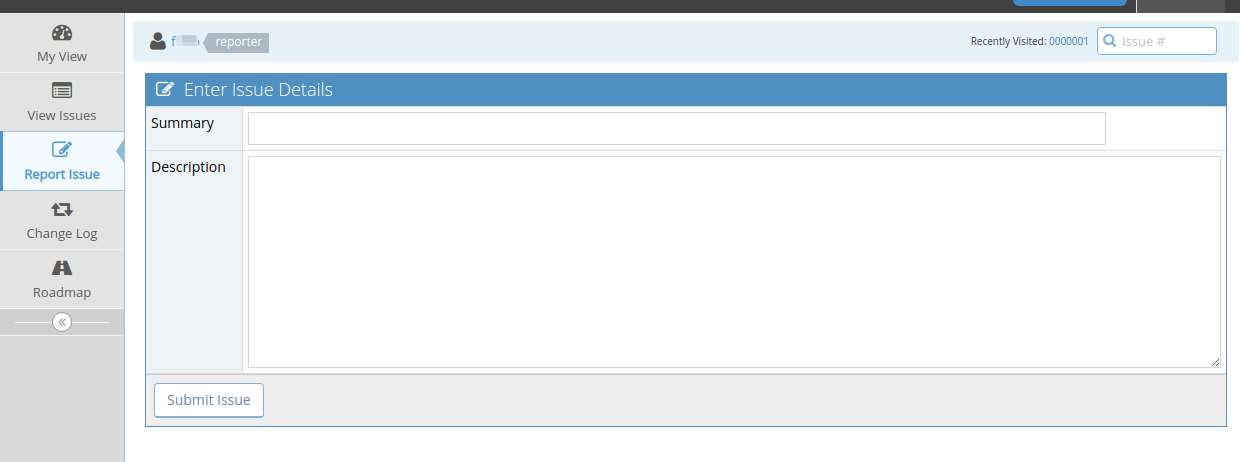 My View
View Issues
Report Issue
Change Log
Roadmap
reporter
Recently Visited: 0000001
Issue #
Enter Issue Details
Summary
Description
Submit Issue